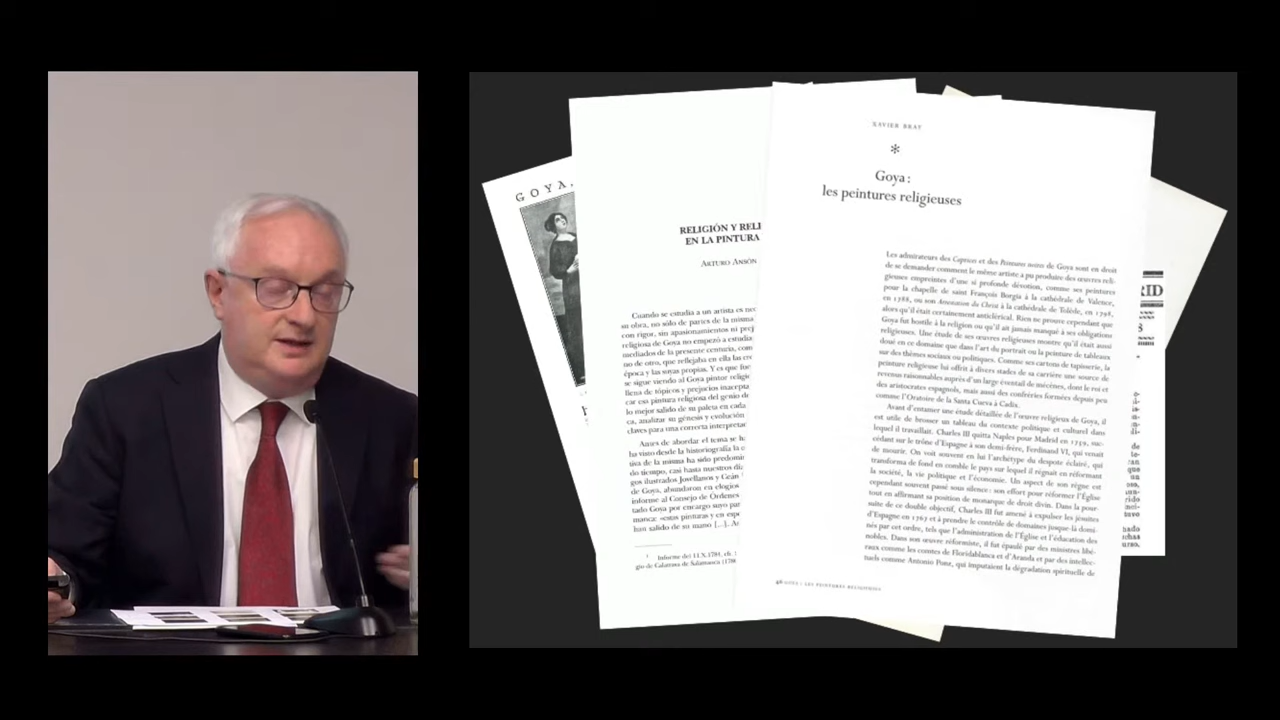 GOYA,
RELIGIÓN Y RELI
EN LA PINTURA
ARTURO ANSÓN
Cuando se estudia a un artista es nec
su obra, no sólo de partes de la misma
con rigor, sin apasionamientos ni prej
religiosa de Goya no empezó a estudia
mediados de la presente centuria, com
no de otro, que reflejaba en ella las cre
época y las suyas propias. Y es que fue
se sigue viendo al Goya pintor religio
llena de tópicos y prejuicios inacepta
car esa pintura religiosa del genio de
lo mejor salido de su paleta en cada
ca, analizar su génesis y evolución
claves para una correcta interpretac
Antes de abordar el tema se h
ha visto desde la historiografía la o
tiva de la misma ha sido predomin
do tiempo, casi hasta nuestros día
gos ilustrados Jovellanos y Ceán
de Goya, abundaron en elogios
informe al Consejo de Órdenes
tado Goya por encargo suyo par
manca: «estas pinturas y en espe
han salido de su mano [...]. As
1 Informe del 11.X.1784, cit.
gio de Calatrava de Salamanca (1780
XAVIER BRAY
*
Goya :
les peintures religieuses
Les admirateurs des Caprices et des Peintures noires de Goya sont en droit
de se demander comment le même artiste a pu produire des œuvres reli-
gieuses empreintes d'une si profonde dévotion, comme ses peintures
pour la chapelle de saint François Borgia à la cathédrale de Valence,
en 1788, ou son Arrestation du Christ à la cathédrale de Tolède, en 1798,
alors qu'il était certainement anticlérical. Rien ne prouve cependant que
Goya fut hostile à la religion ou qu'il ait jamais manqué à ses obligations
religieuses. Une étude de ses œuvres religieuses montre qu'il était aussi
doué en ce domaine que dans l'art du portrait ou la peinture de tableaux
sur des thèmes sociaux ou politiques. Comme ses cartons de tapisserie, la
peinture religieuse lui offrit à divers stades de sa carrière une source de
revenus raisonnables auprès d'un large éventail de mécènes, dont le roi et
des aristocrates espagnols, mais aussi des confréries formées depuis peu
comme l'Oratoire de la Santa Cueva à Cadix.
Avant d'entamer une étude détaillée de l'œuvre religieux de Goya, il
est utile de brosser un tableau du contexte politique et culturel dans
lequel il travaillait. Charles III quitta Naples pour Madrid en 1759, suc-
cédant sur le trône d'Espagne à son demi-frère, Ferdinand VI, qui venait
de mourir. On voit souvent en lui l'archétype du despote éclairé, qui
transforma de fond en comble le pays sur lequel il régnait en réformant
la société, la vie politique et l'économie. Un aspect de son règne est
cependant souvent passé sous silence : son effort pour réformer l'Église
tout en affirmant sa position de monarque de droit divin. Dans la pour-
suite de ce double objectif, Charles III fut amené à expulser les jésuites
d'Espagne en 1767 et à prendre le contrôle de domaines jusque-là domi-
nés par cet ordre, tels que l'administration de l'Église et l'éducation des
nobles. Dans son œuvre réformiste, il fut épaulé par des ministres libé-
raux comme les comtes de Floridablanca et d'Aranda et par des intellec-
tuels comme Antonio Ponz, qui imputaient la dégradation spirituelle de
46 GOYA : LES PEINTURES RELIGIEUSES
RID
8